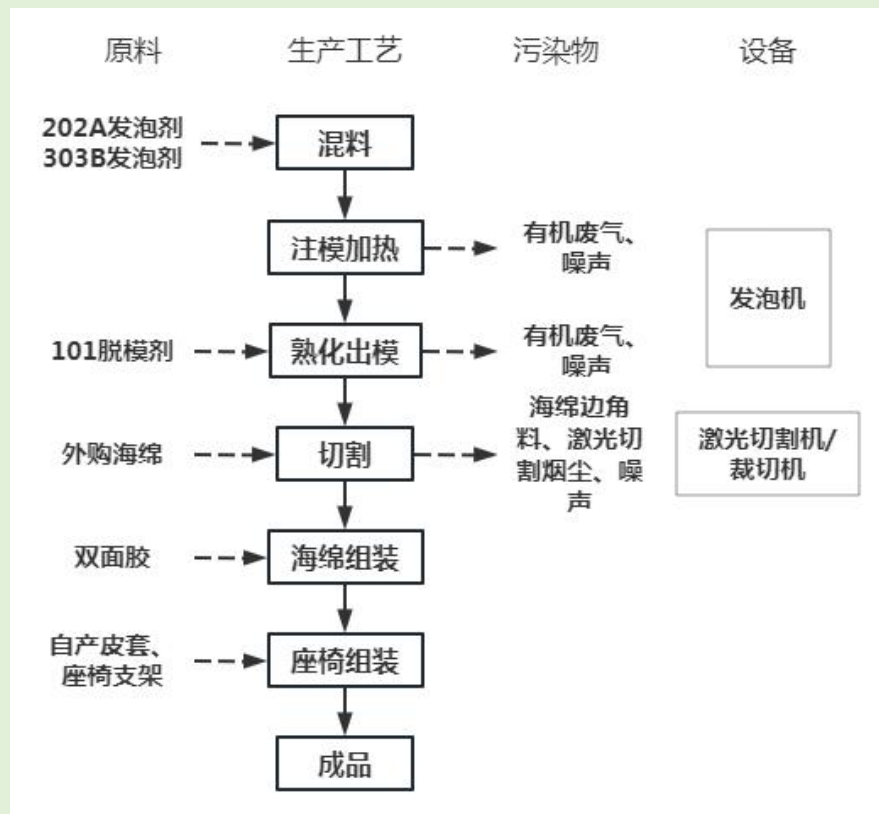 原料 生产工艺 污染物 设备
202A发泡剂
303B发泡剂
混料
注模加热
有机废气、
噪声
发泡机
101脱模剂
熟化出模
有机废气、
噪声
外购海绵
切割
海绵边角
料、激光切
割烟尘、噪
声
激光切割机/
裁切机
双面胶
海绵组装
自产皮套、
座椅支架
座椅组装
成品